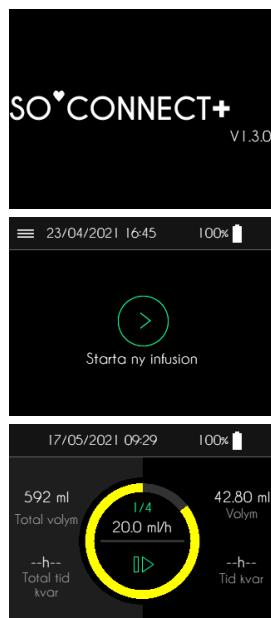 SO♥CONNECT+
V1.3.0
23/04/2021 16:45 100%
Starta ny infusion
17/05/2021 09:29 100%
592 ml
Total volym
--h--
Total tid
kvar
1/4
20.0 ml/h
42.80 ml
Volym
--h--
Tid kvar